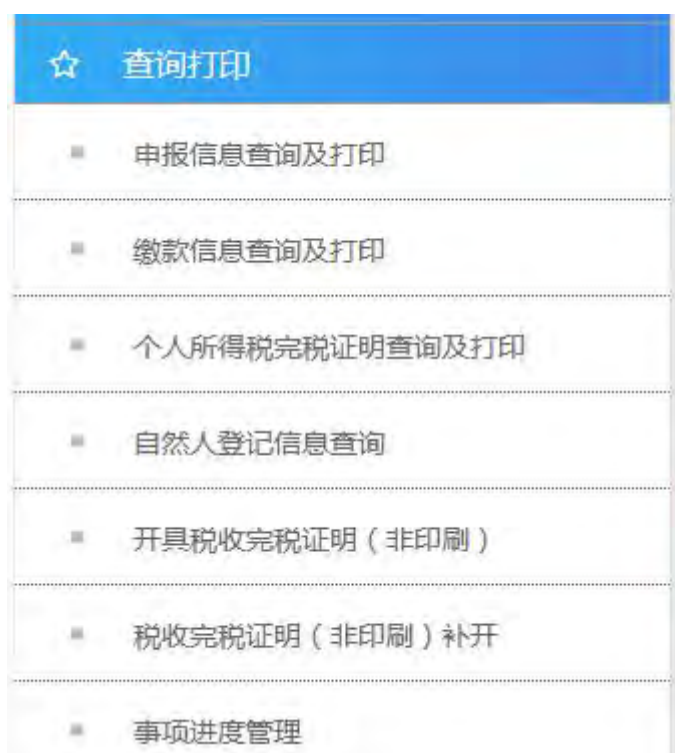 查询打印
申报信息查询及打印
缴款信息查询及打印
个人所得税完税证明查询及打印
自然人登记信息查询
开具税收完税证明（非印刷）
税收完税证明（非印刷）补开
事项进度管理